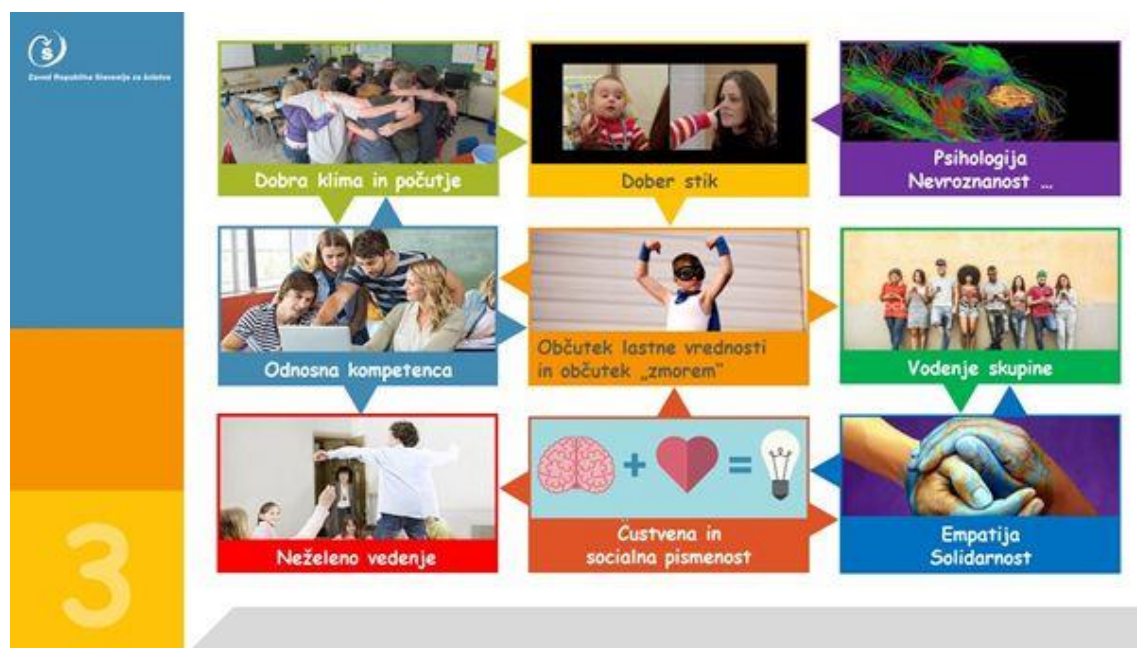 Zavod Republike Slovenije za šolstvo
Dobra klima in počutje
Dober stik
Psihologija
Nevroznanost ...
Odnosna kompetenca
Občutek lastne vrednosti
in občutek „zmorem“
Vodenje skupine
Neželeno vedenje
Čustvena in
socialna pismenost
Empatija
Solidarnost
3